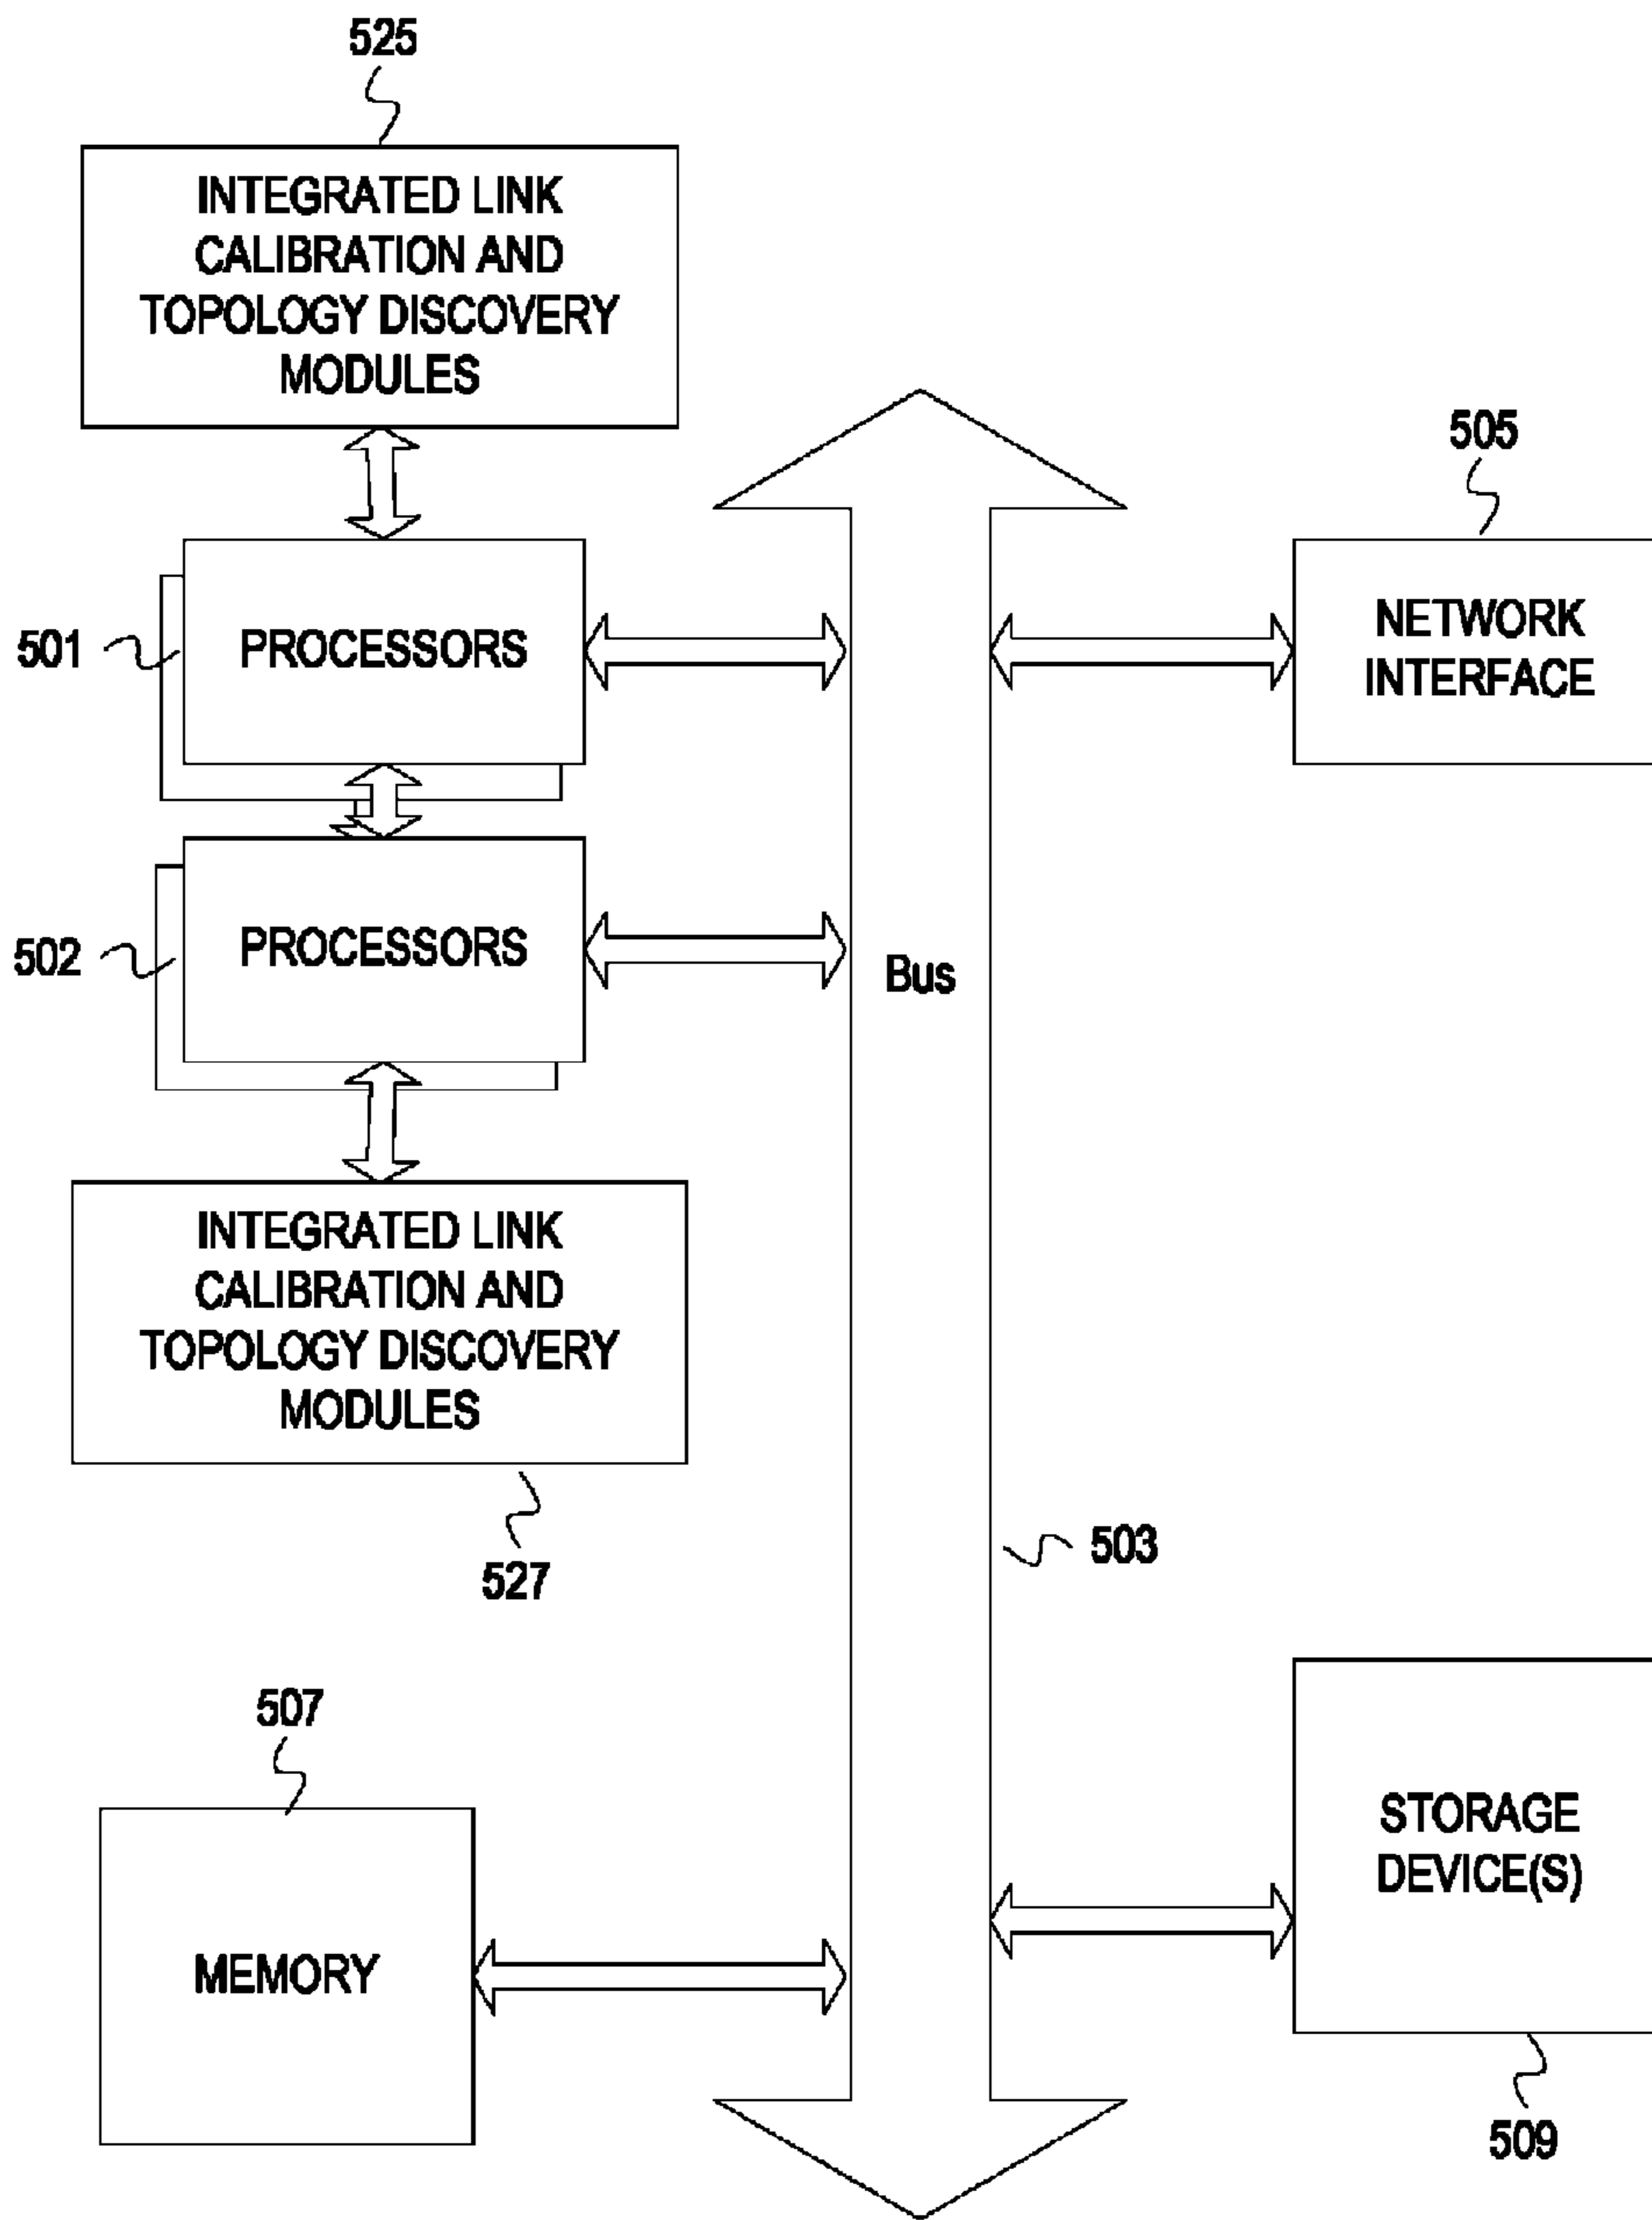 525
INTEGRATED LINK
CALIBRATION AND
TOPOLOGY DISCOVERY
MODULES
505
501
PROCESSORS
NETWORK
INTERFACE
502
PROCESSORS
Bus
INTEGRATED LINK
CALIBRATION AND
TOPOLOGY DISCOVERY
MODULES
527
503
507
MEMORY
STORAGE
DEVICE(S)
509